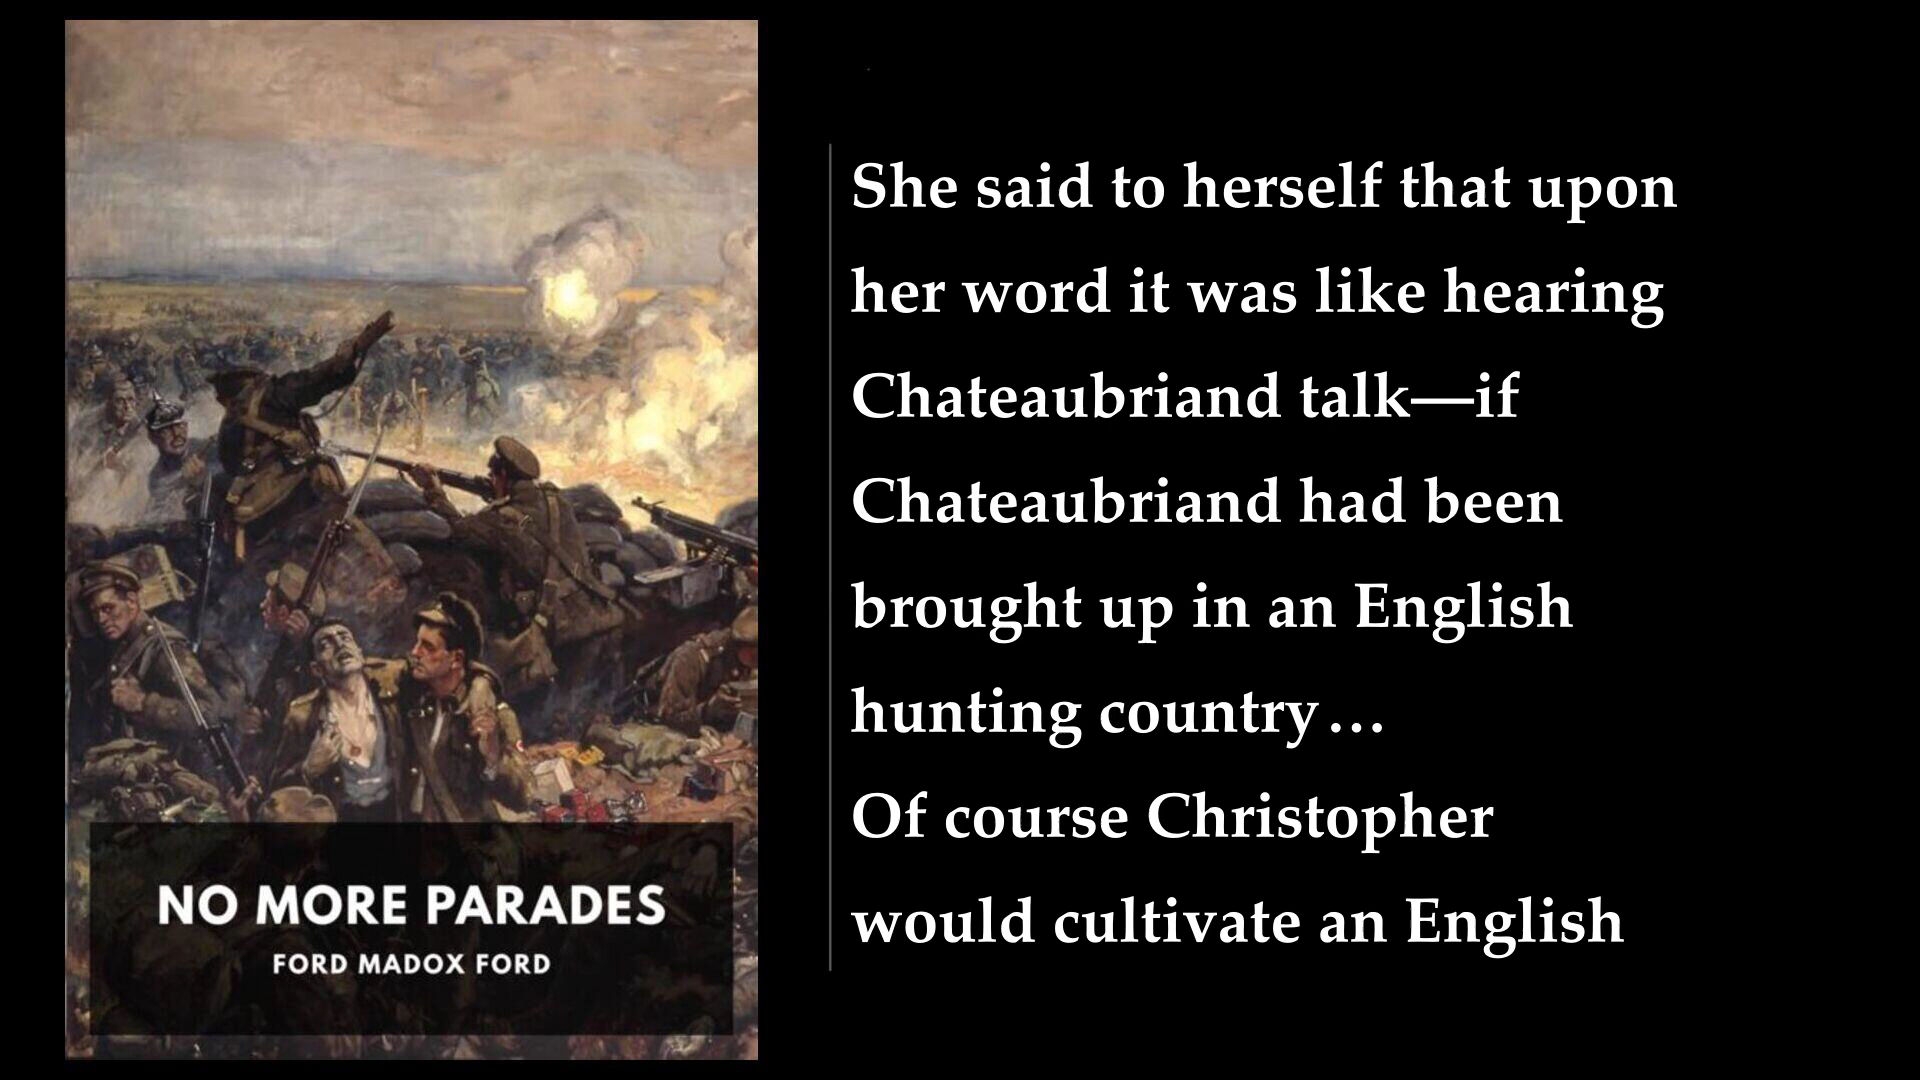 NO MORE PARADES
FORD MADOX FORD
She said to herself that upon
her word it was like hearing
Chateaubriand talk—if
Chateaubriand had been
brought up in an English
hunting country…
Of course Christopher
would cultivate an English